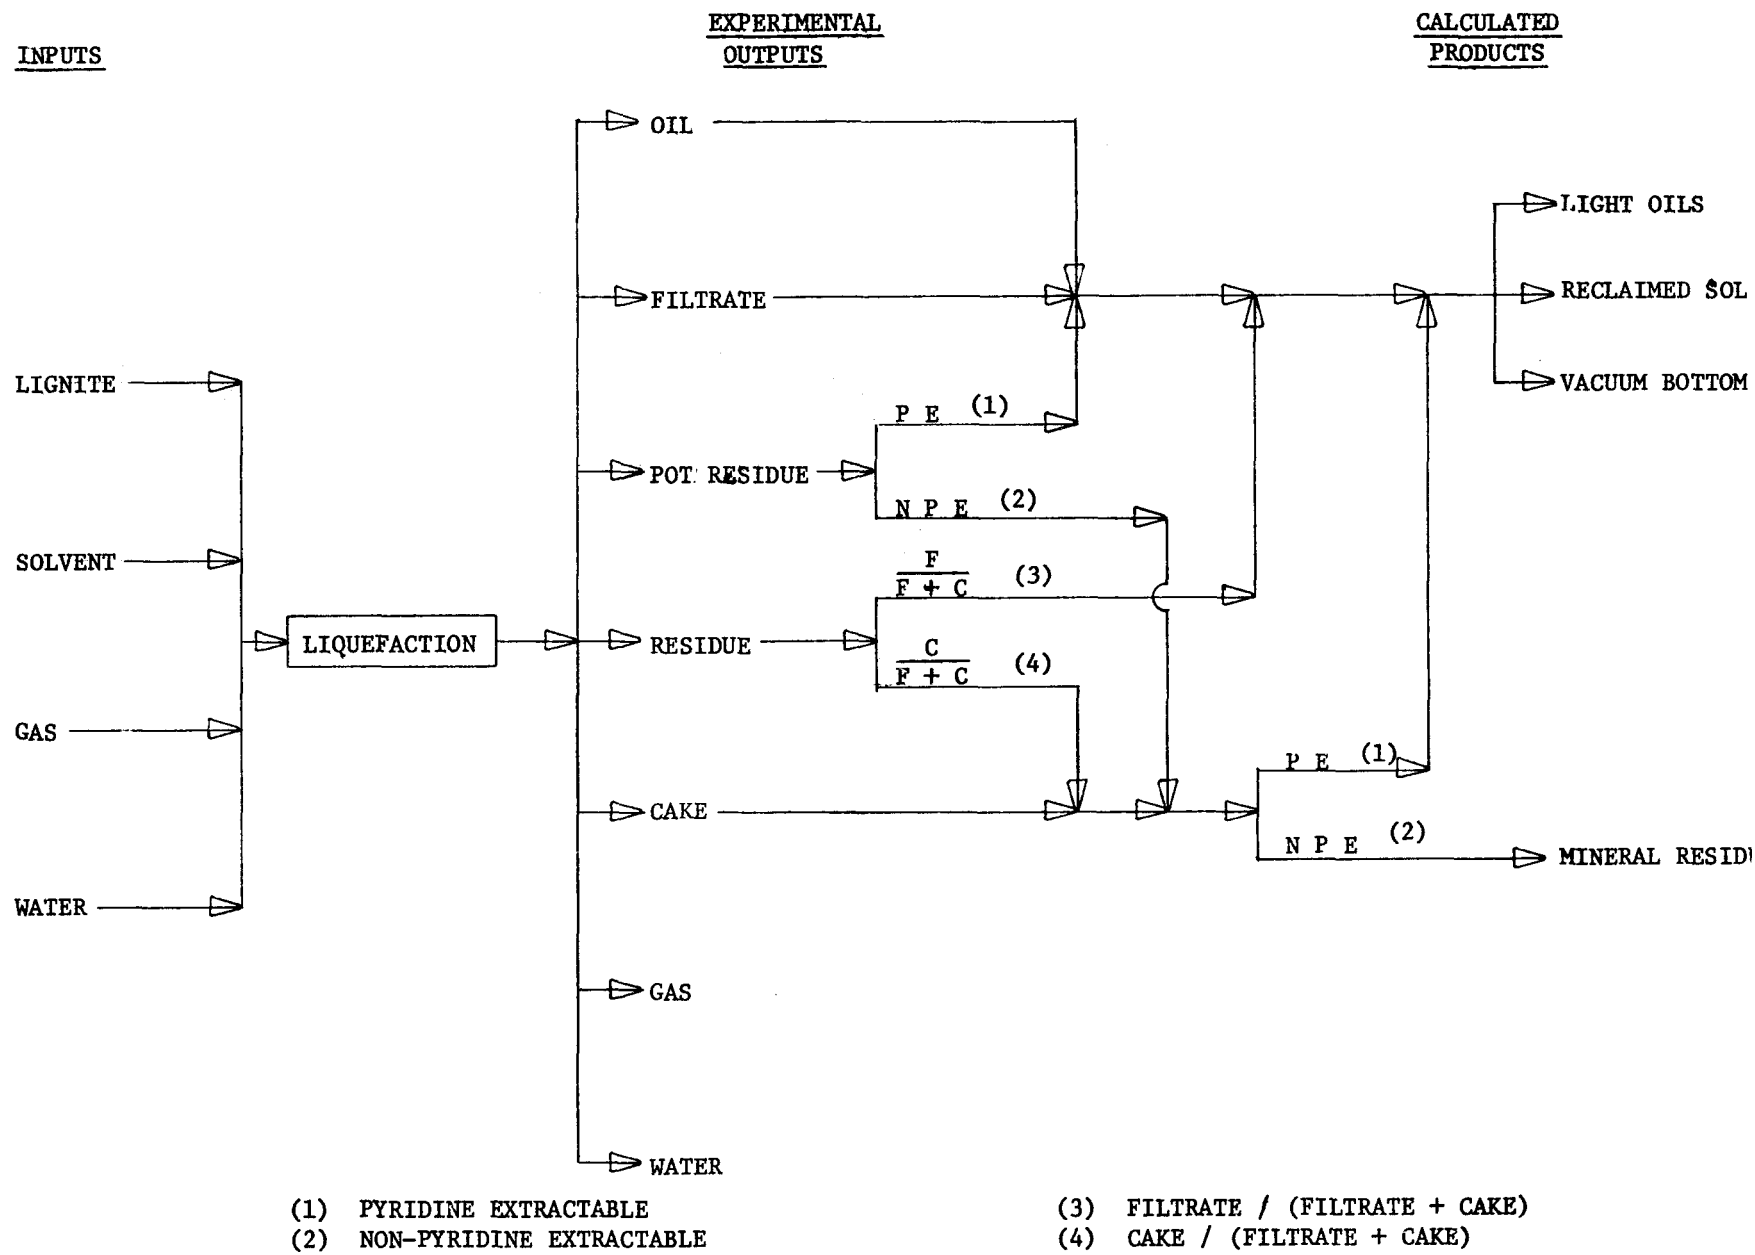 INPUTS
EXPERIMENTAL
OUTPUTS
CALCULATED
PRODUCTS
OIL
LIGHT OILS
FILTRATE
RECLAIMED SOL
LIGNITE
VACUUM BOTTOM
P E (1)
POT RESIDUE
N P E (2)
SOLVENT
F
F + C (3)
LIQUEFACTION
RESIDUE
C
F + C (4)
GAS
P E (1)
CAKE
N P E (2)
MINERAL RESID
WATER
GAS
WATER
(1) PYRIDINE EXTRACTABLE
(2) NON-PYRIDINE EXTRACTABLE
(3) FILTRATE / (FILTRATE + CAKE)
(4) CAKE / (FILTRATE + CAKE)